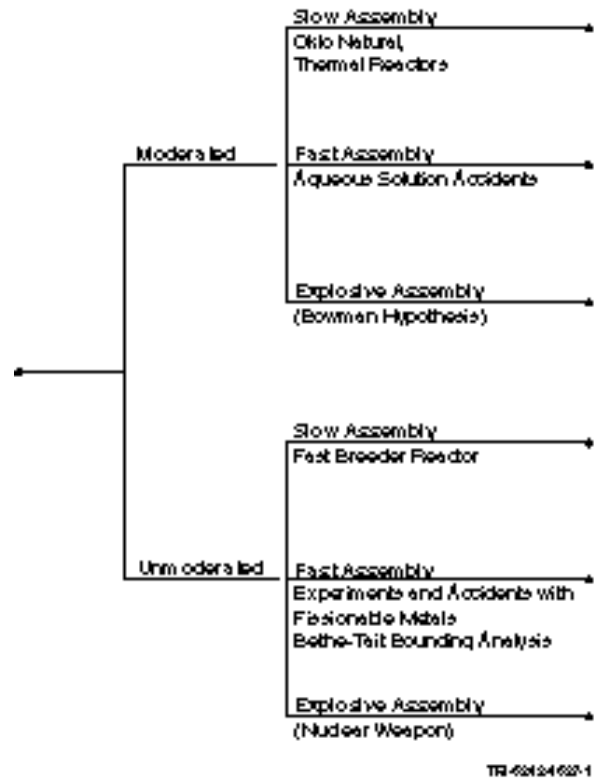 Slow Assembly
Oklo Natural,
Thermal Reactors
Moderated
Fast Assembly
Aqueous Solution Accidents
Explosive Assembly
(Bowman Hypothesis)
Slow Assembly
Fast Breeder Reactor
Unmoderated
Fast Assembly
Experiments and Accidents with
Fissionable Metals
Bethe-Tait Bounding Analysis
Explosive Assembly
(Nuclear Weapon)